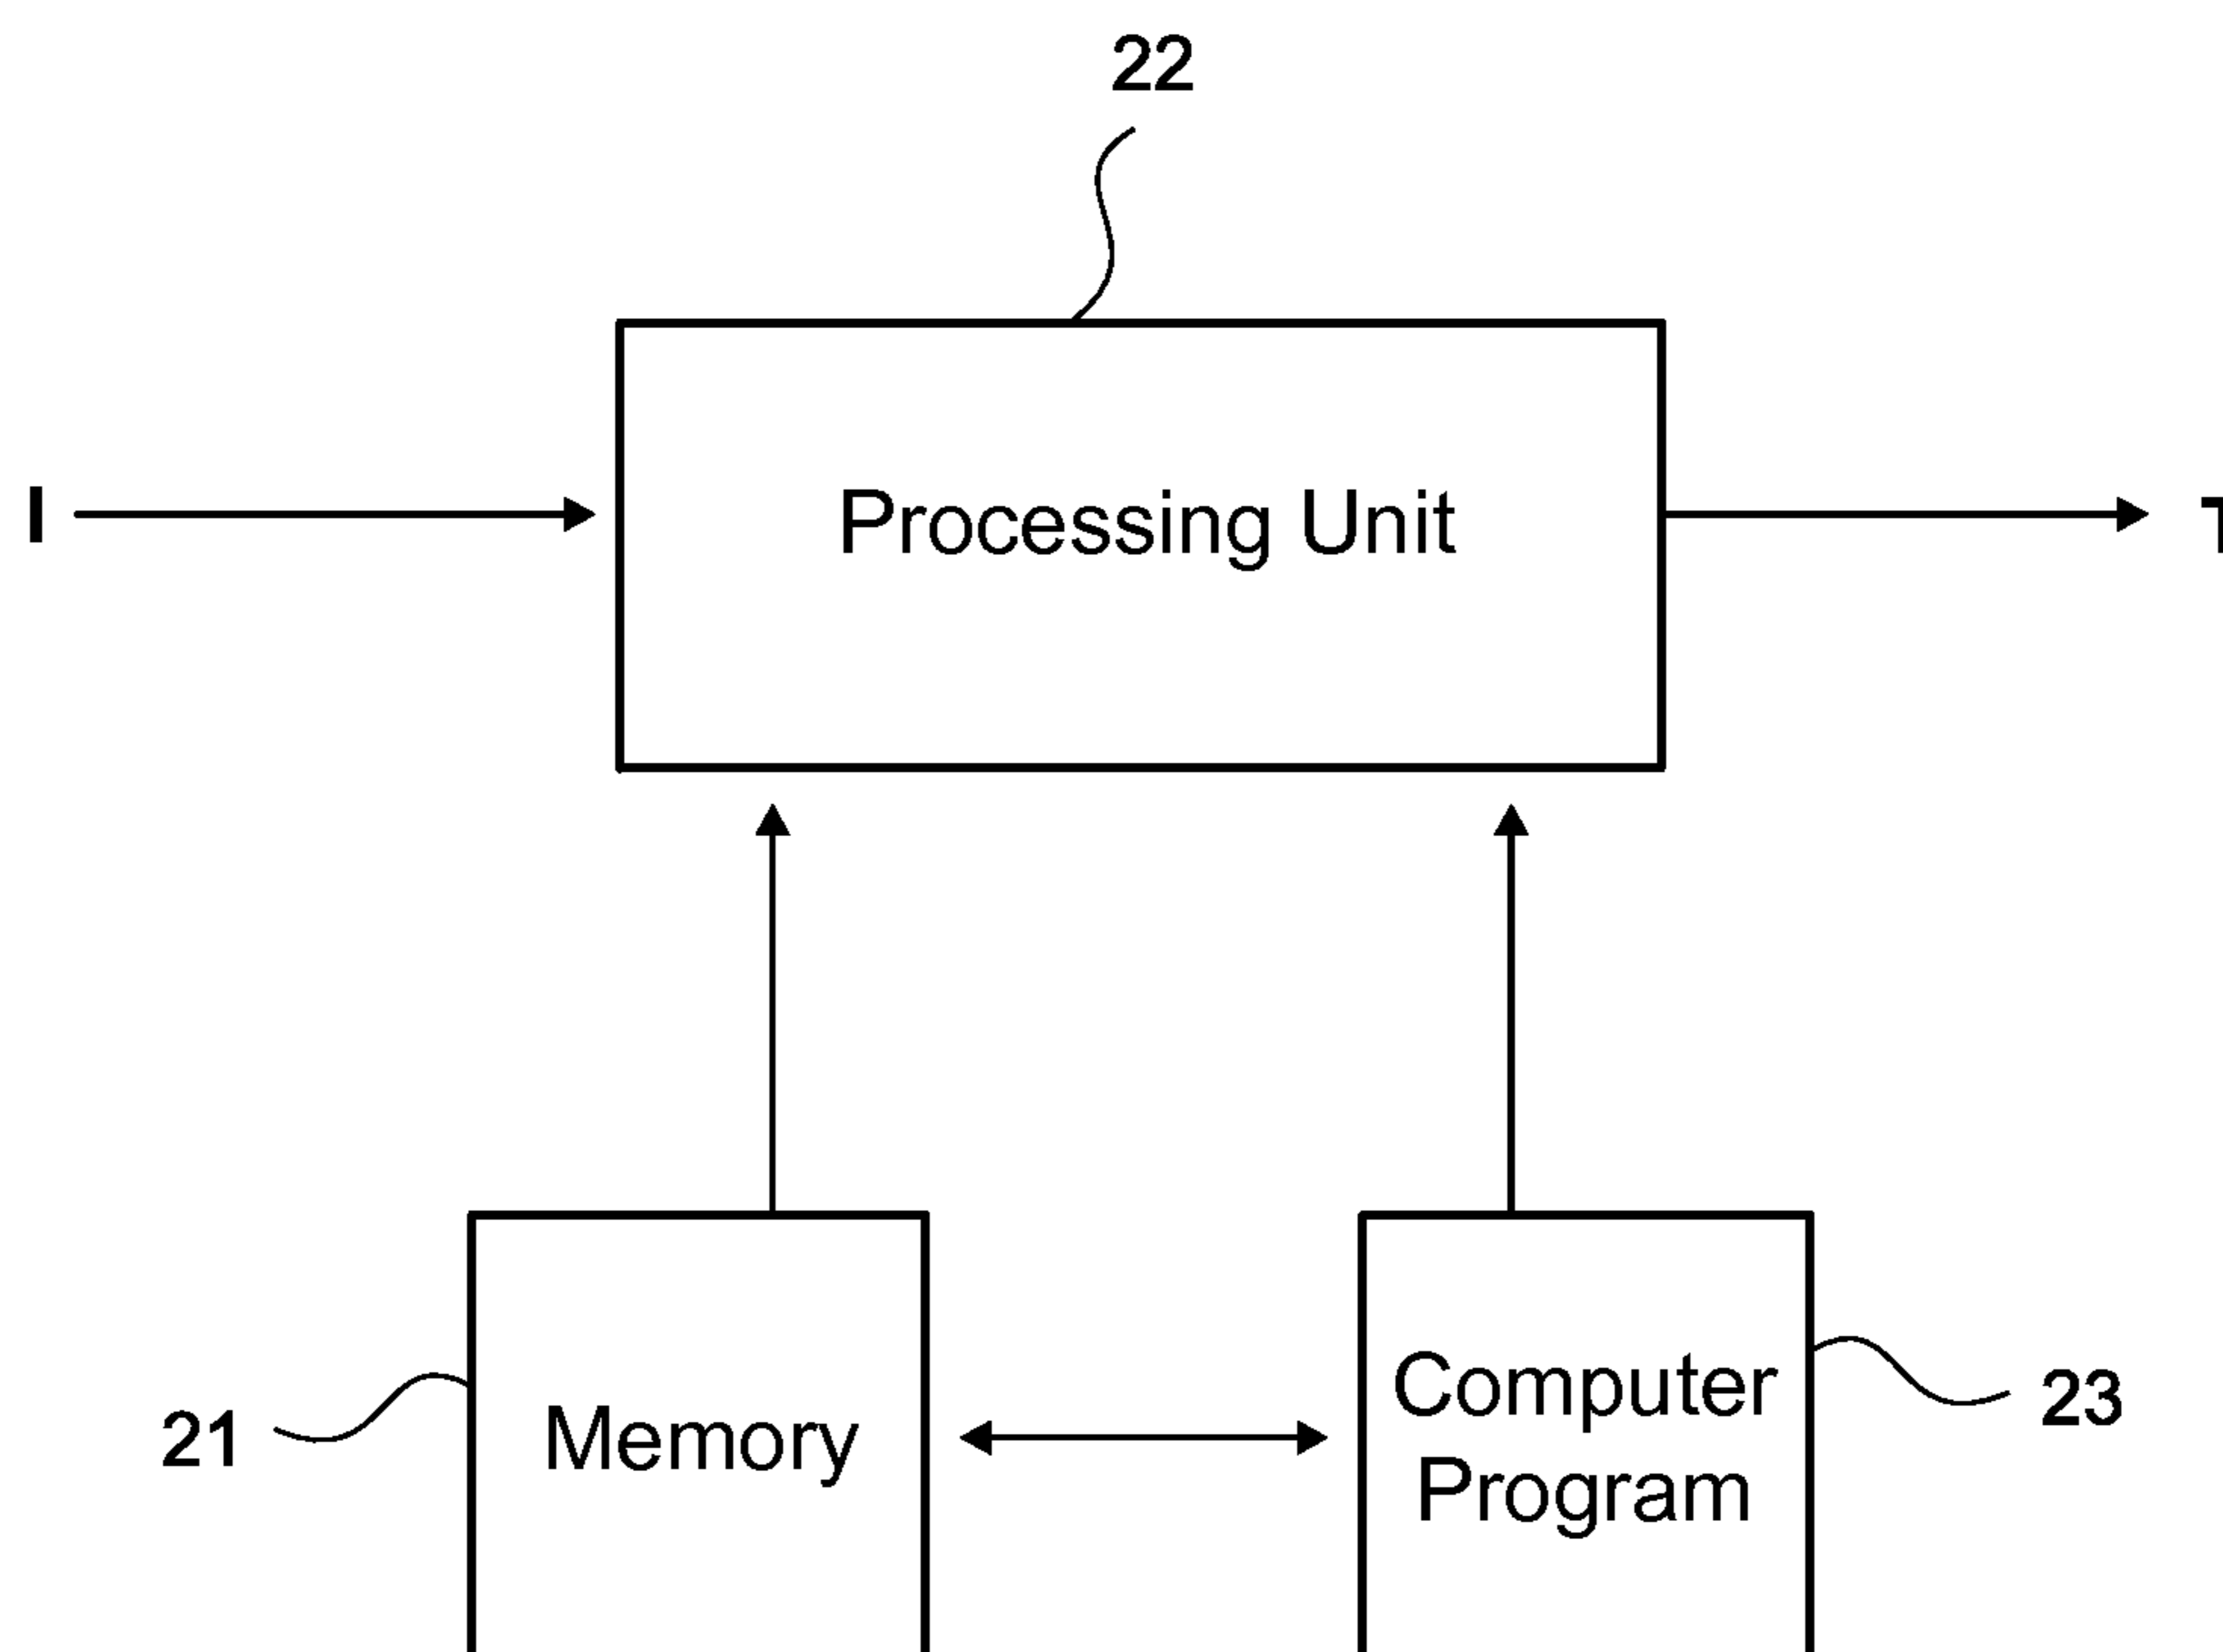 22
I
Processing Unit
T
21
Memory
Computer
Program
23